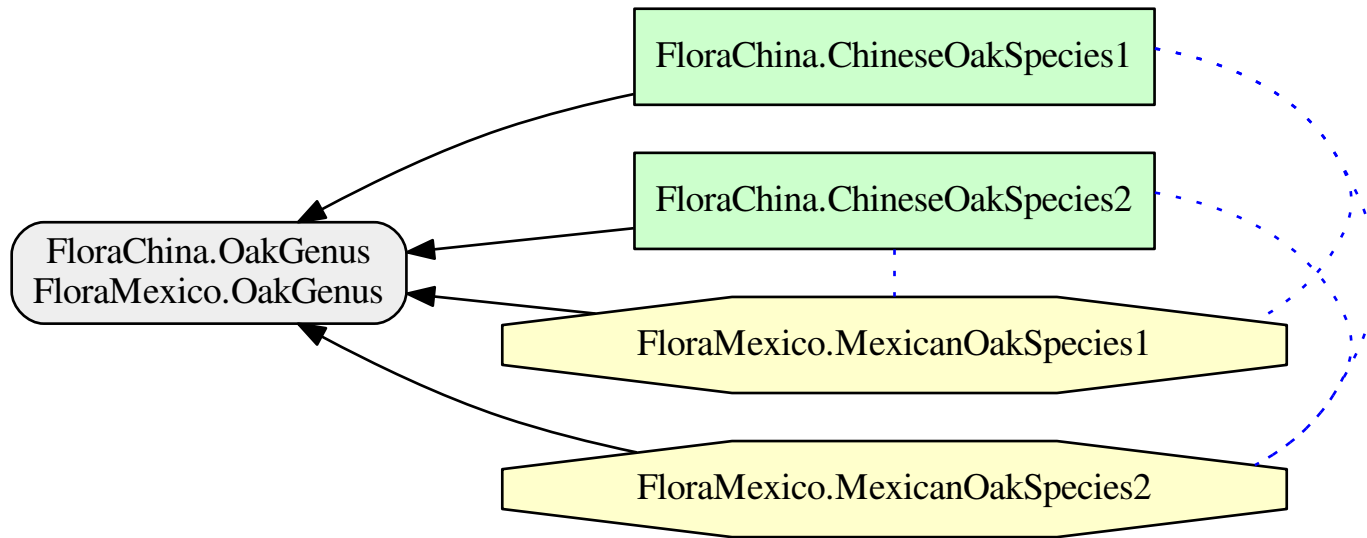 FloraChina.ChineseOakSpecies1
FloraChina.ChineseOakSpecies2
FloraChina.OakGenus
FloraMexico.OakGenus
FloraMexico.MexicanOakSpecies1
FloraMexico.MexicanOakSpecies2